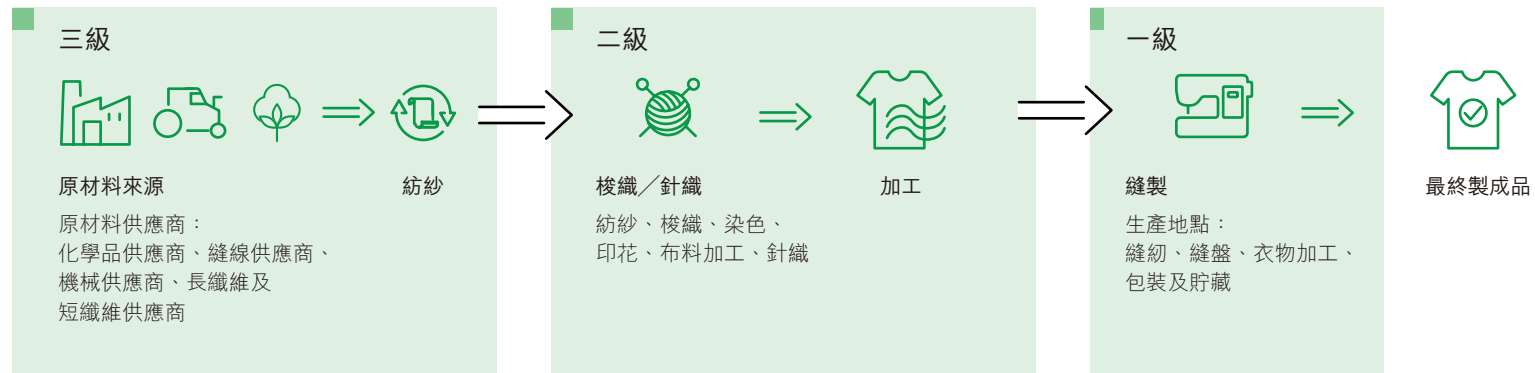 三級
原材料來源
紡紗
原材料供應商：
化學品供應商、縫線供應商、
機械供應商、長纖維及
短纖維供應商
二級
梭織／針織
加工
紡紗、梭織、染色、
印花、布料加工、針織
一級
縫製
生產地點：
縫紉、縫盤、衣物加工、
包裝及貯藏
最終製成品